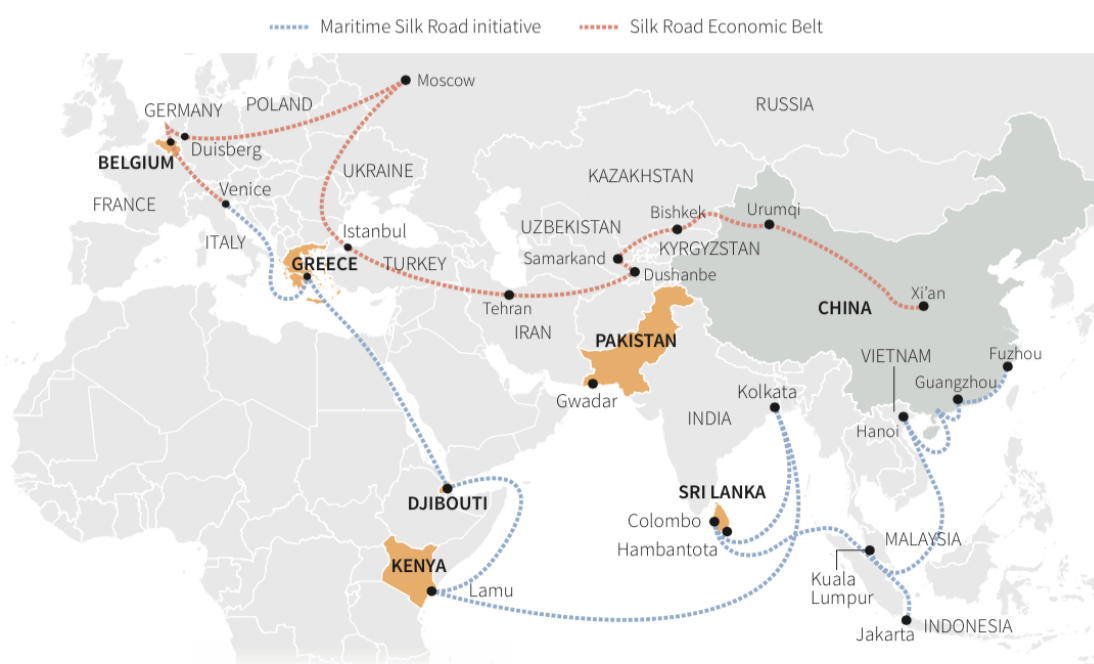 Maritime Silk Road initiative
Silk Road Economic Belt
Moscow
GERMANY
POLAND
RUSSIA
Duisberg
BELGIUM
UKRAINE
KAZAKHSTAN
Venice
FRANCE
Bishkek
Urumqi
UZBEKISTAN
Istanbul
ITALY
KYRGYZSTAN
GREECE
TURKEY
Samarkand
Dushanbe
Xi'an
Tehran
CHINA
IRAN
PAKISTAN
VIETNAM
Fuzhou
Guangzhou
Kolkata
Gwadar
INDIA
Hanoi
SRI LANKA
DJIBOUTI
Colombo
Hambantota
MALAYSIA
KENYA
Lamu
Kuala
Lumpur
Jakarta
INDONESIA